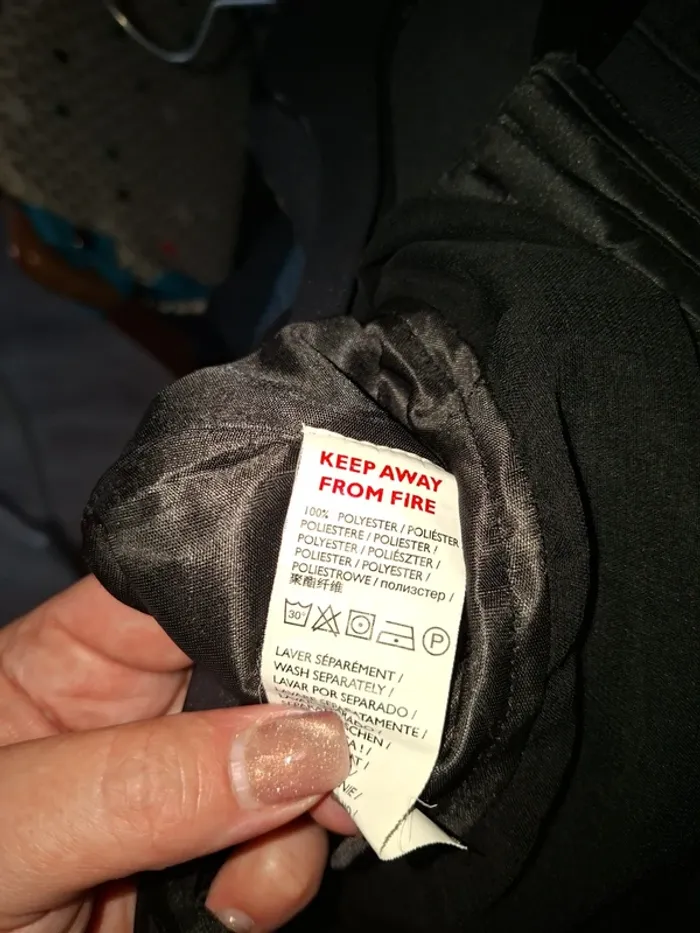 KEEP AWAY
FROM FIRE
100% POLYESTER / POLIÉSTER
POLIESTERE / POLIESTER /
POLYESTER / POLIÉSZTER /
POLIESTER / POLYESTER /
POLIESTROWE / полиэстер /
聚酯纤维
30°
P
LAVER SÉPARÉMENT /
WASH SEPARATELY /
LAVAR POR SEPARADO /